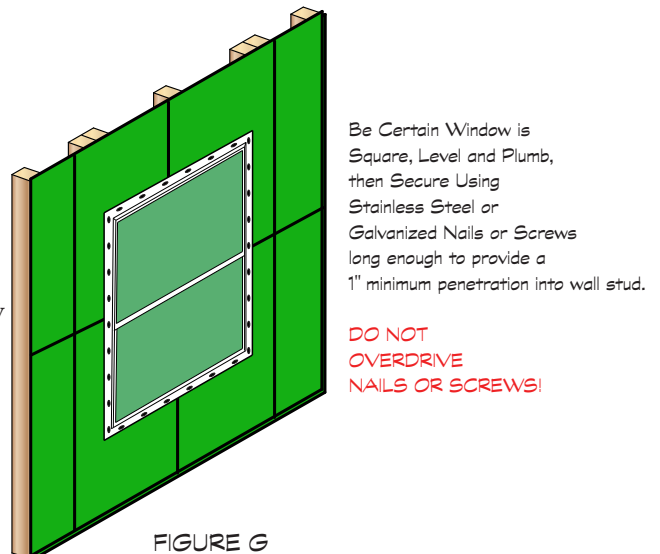 Be Certain Window is
Square, Level and Plumb,
then Secure Using
Stainless Steel or
Galvanized Nails or Screws
long enough to provide a
1" minimum penetration into wall stud.
DO NOT
OVERDRIVE
NAILS OR SCREWS!
FIGURE G